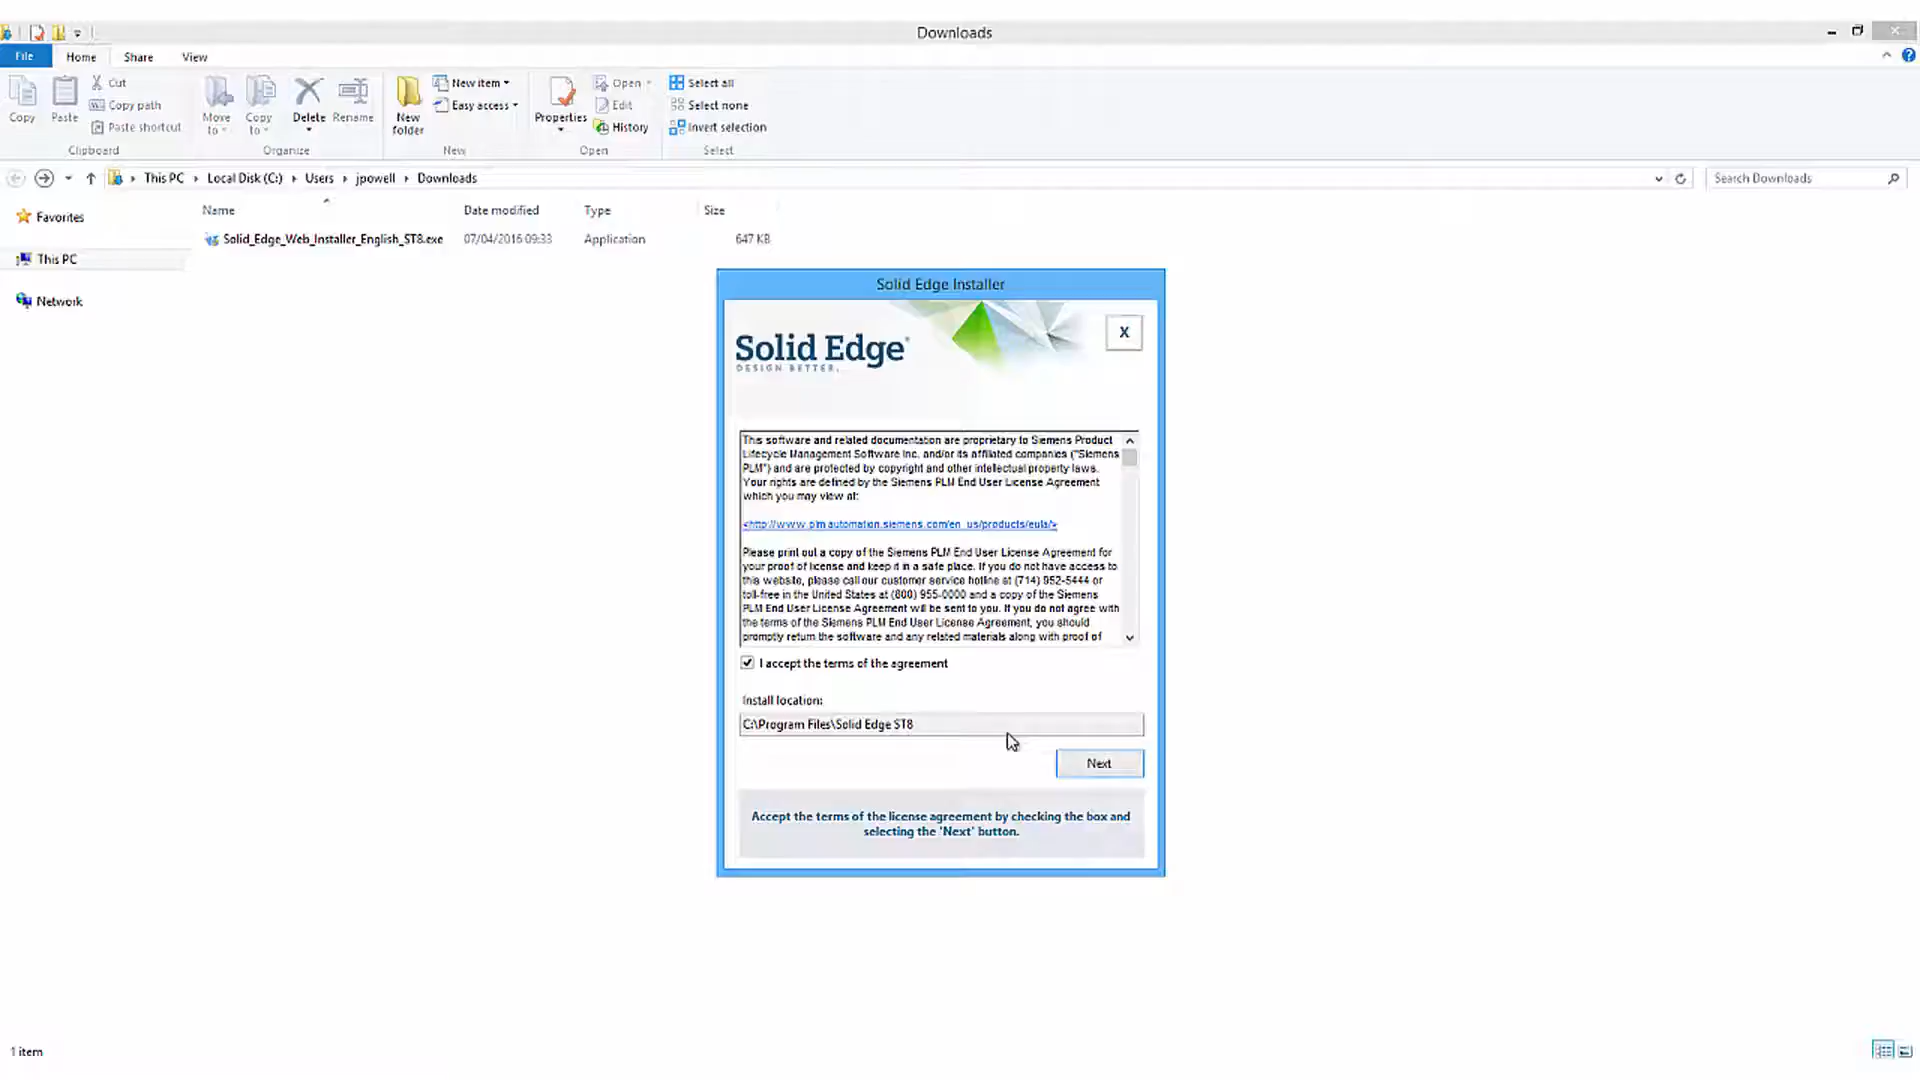 Downloads
File Home Share View
Cut
Copy path
Paste shortcut
Copy Paste
Clipboard
Move to
Copy to
Delete
Rename
Organize
New folder
New item
Easy access
New
Properties
Open
Edit
History
Open
Select all
Select none
Invert selection
Select
This PC Local Disk (C:) Users jpowell Downloads
Search Downloads
Favorites
This PC
Network
Name Date modified Type Size
Solid_Edge_Web_Installer_English_ST8.exe 07/04/2016 09:33 Application 647 KB
Solid Edge Installer
X
Solid Edge®
DESIGN BETTER.
This software and related documentation are proprietary to Siemens Product
Lifecycle Management Software Inc. and/or its affiliated companies ("Siemens
PLM") and are protected by copyright and other intellectual property laws.
Your rights are defined by the Siemens PLM End User License Agreement
which you may view at:
<http://www.plm.automation.siemens.com/en_us/products/eula/>
Please print out a copy of the Siemens PLM End User License Agreement for
your proof of license and keep it in a safe place. If you do not have access to
this website, please call our customer service hotline at (714) 952-5444 or
toll-free in the United States at (800) 955-0000 and a copy of the Siemens
PLM End User License Agreement will be sent to you. If you do not agree with
the terms of the Siemens PLM End User License Agreement, you should
promptly return the software and any related materials along with proof of
I accept the terms of the agreement
Install location:
C:\Program Files\Solid Edge ST8
Next
Accept the terms of the license agreement by checking the box and
selecting the 'Next' button.
1 item